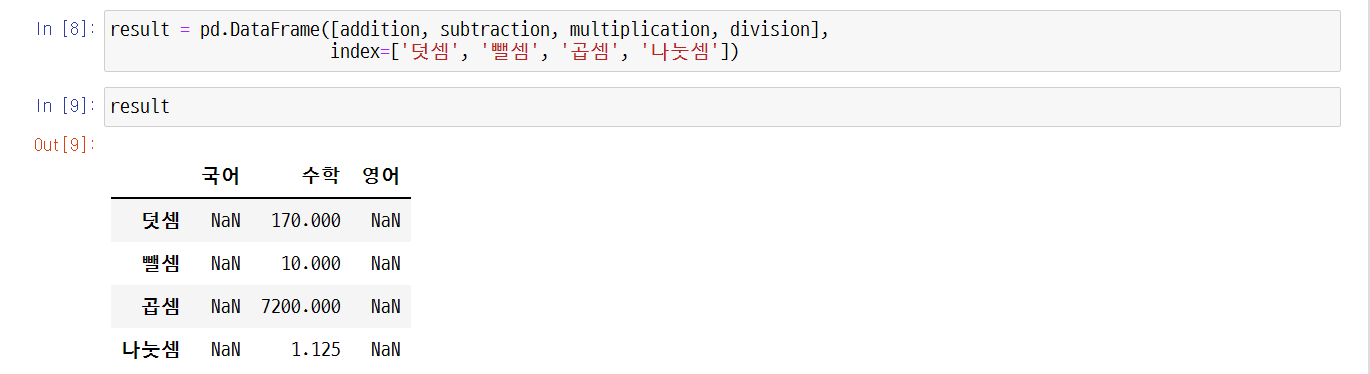 In [8]: result = pd.DataFrame([addition, subtraction, multiplication, division],
index=['덧셈', '뺄셈', '곱셈', '나눗셈'])
In [9]: result
Out[9]:
국어 수학 영어
덧셈 NaN 170.000 NaN
뺄셈 NaN 10.000 NaN
곱셈 NaN 7200.000 NaN
나눗셈 NaN 1.125 NaN